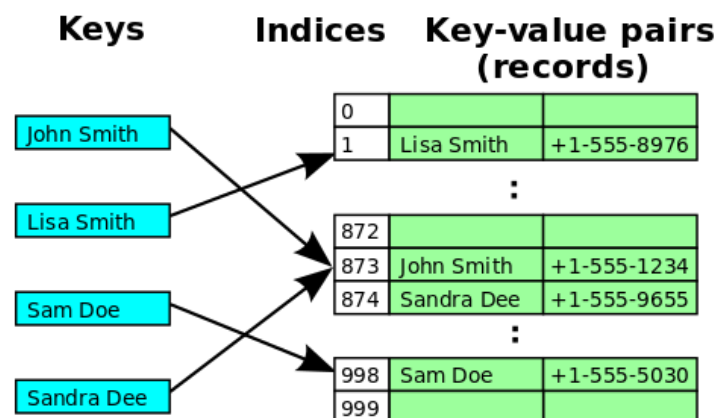 Keys
Indices
Key-value pairs
(records)
John Smith
Lisa Smith
Sam Doe
Sandra Dee
0
1 Lisa Smith +1-555-8976
:
872
873 John Smith +1-555-1234
874 Sandra Dee +1-555-9655
:
998 Sam Doe +1-555-5030
999